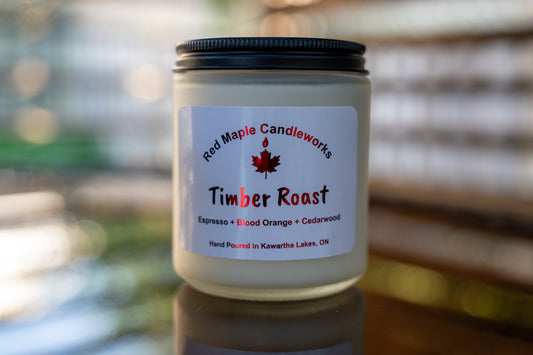 Red Maple Candleworks
Timber Roast
Espresso + Blood Orange + Cedarwood
Hand Poured in Kawartha Lakes, ON